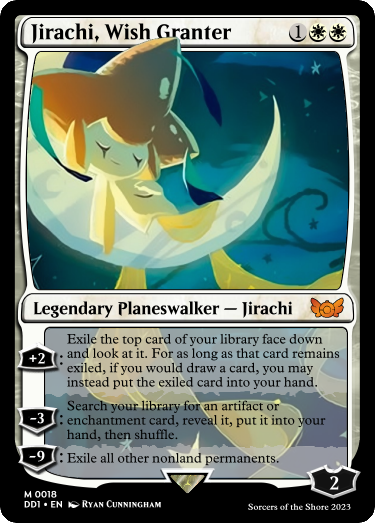 Jirachi, Wish Granter 1
Legendary Planeswalker — Jirachi
+2 : Exile the top card of your library face down
and look at it. For as long as that card remains
exiled, if you would draw a card, you may
instead put the exiled card into your hand.
-3 : Search your library for an artifact or
enchantment card, reveal it, put it into your
hand, then shuffle.
-9 : Exile all other nonland permanents.
2
M 0018
DD1 • EN Ryan Cunningham
Sorcers of the Shore 2023